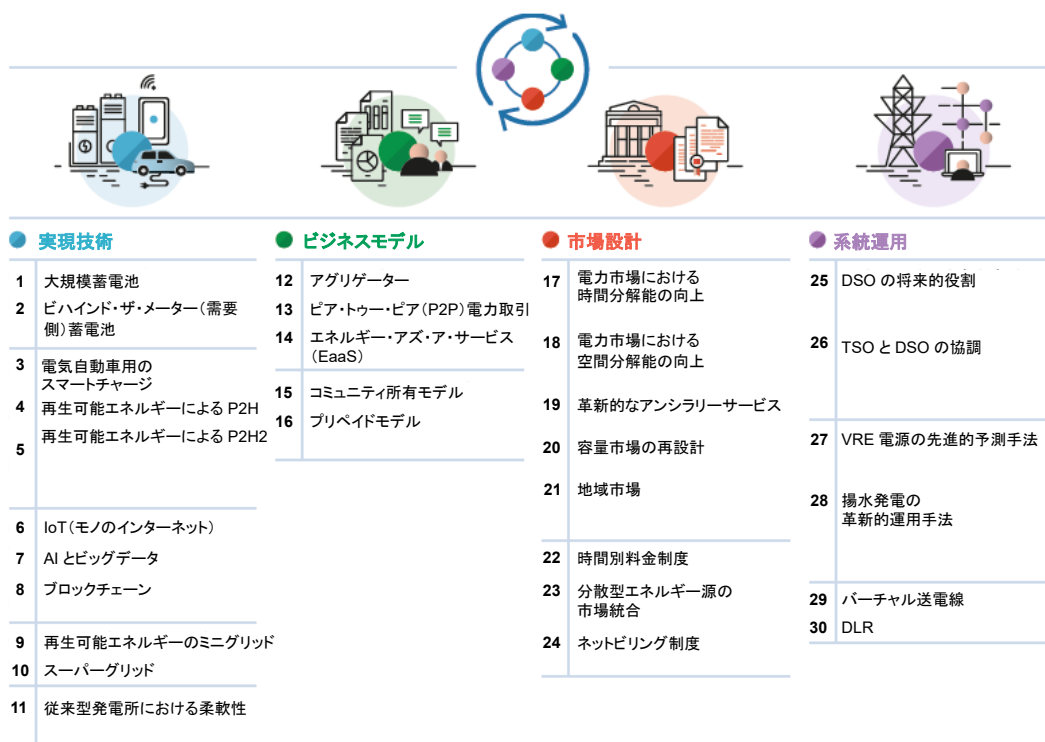 実現技術
1 大規模蓄電池
2 ビハインド・ザ・メーター（需要
側）蓄電池
3 電気自動車用の
スマートチャージ
4 再生可能エネルギーによる P2H
5 再生可能エネルギーによる P2H2
6 IoT（モノのインターネット）
7 AI とビッグデータ
8 ブロックチェーン
9 再生可能エネルギーのミニグリッド
10 スーパーグリッド
11 従来型発電所における柔軟性
ビジネスモデル
12 アグリゲーター
13 ピア・トゥー・ピア（P2P）電力取引
14 エネルギー・アズ・ア・サービス
（EaaS）
15 コミュニティ所有モデル
16 プリペイドモデル
市場設計
17 電力市場における
時間分解能の向上
18 電力市場における
空間分解能の向上
19 革新的なアンシラリーサービス
20 容量市場の再設計
21 地域市場
22 時間別料金制度
23 分散型エネルギー源の
市場統合
24 ネットビリング制度
系統運用
25 DSO の将来的役割
26 TSO と DSO の協調
27 VRE 電源の先進的予測手法
28 揚水発電の
革新的運用手法
29 バーチャル送電線
30 DLR